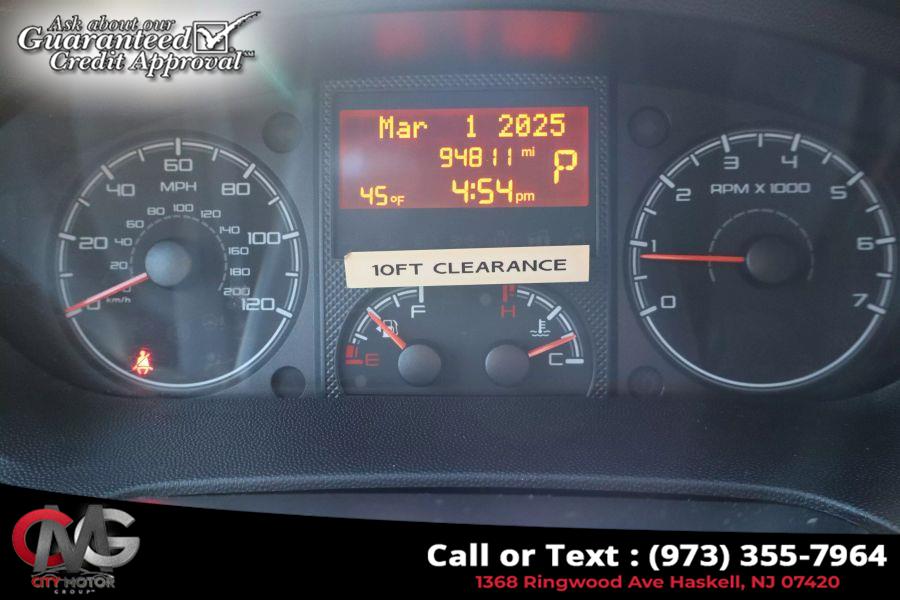 Ask about our
Guaranteed
Credit Approval
Mar 1 2025
94811 mi
P
45°F 4:54pm
10FT CLEARANCE
MPH
0 20 40 60 80 100 120
km/h
20 40 60 80 100 120 140 160 180 200
RPM X 1000
0 1 2 3 4 5 6 7
E F
H C
CMG
CITY MOTOR
GROUP
Call or Text : (973) 355-7964
1368 Ringwood Ave Haskell, NJ 07420